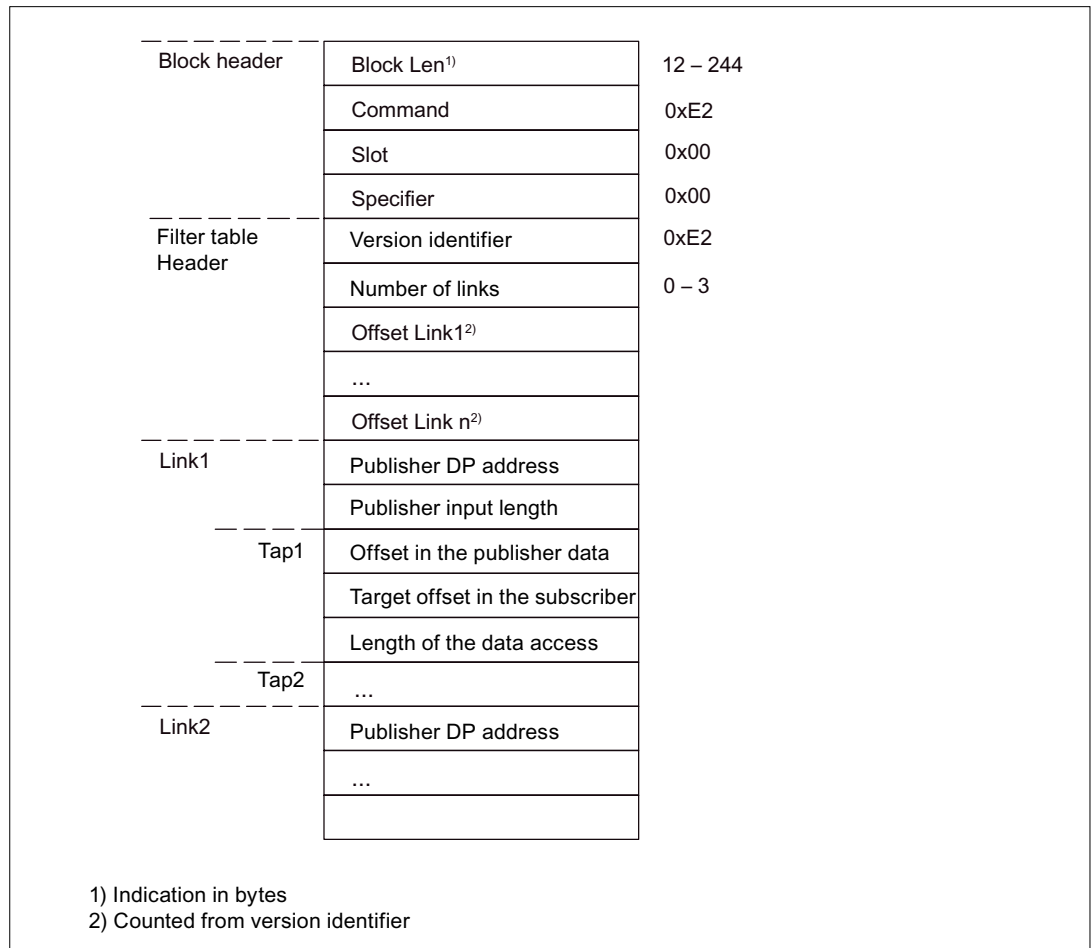 Block header
Block Len1)
12 – 244
Command
0xE2
Slot
0x00
Specifier
0x00
Filter table
Header
Version identifier
0xE2
Number of links
0 – 3
Offset Link12)
...
Offset Link n2)
Link1
Publisher DP address
Publisher input length
Tap1
Offset in the publisher data
Target offset in the subscriber
Length of the data access
Tap2
...
Link2
Publisher DP address
...
1) Indication in bytes
2) Counted from version identifier